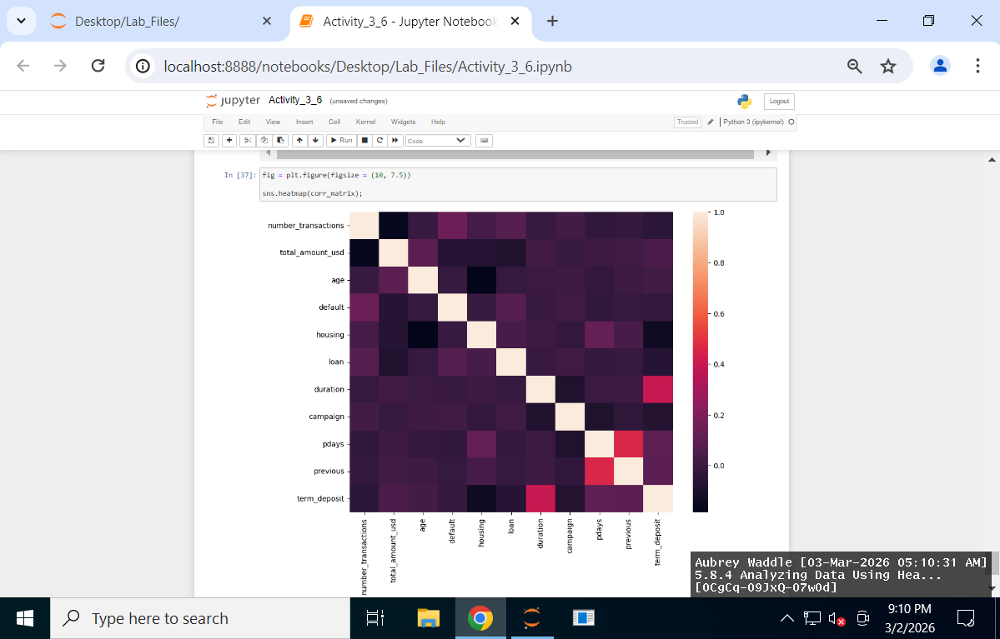 Desktop/Lab_Files/
Activity_3_6 - Jupyter Notebook
localhost:8888/notebooks/Desktop/Lab_Files/Activity_3_6.ipynb
jupyter Activity_3_6 (unsaved changes)
Logout
File Edit View Insert Cell Kernel Widgets Help
Trusted Python 3 (ipykernel)
Run Code
In [37]: fig = plt.figure(figsize = (10, 7.5))
sns.heatmap(corr_matrix);
number_transactions
total_amount_usd
age
default
housing
loan
duration
campaign
pdays
previous
term_deposit
1.0
0.8
0.6
0.4
0.2
0.0
number_transactions
total_amount_usd
age
default
housing
loan
duration
campaign
pdays
previous
term_deposit
Aubrey Waddle [03-Mar-2026 05:10:31 AM]
5.8.4 Analyzing Data Using Hea...
[0CgCq-09JxQ-07w0d]
Type here to search
9:10 PM
3/2/2026